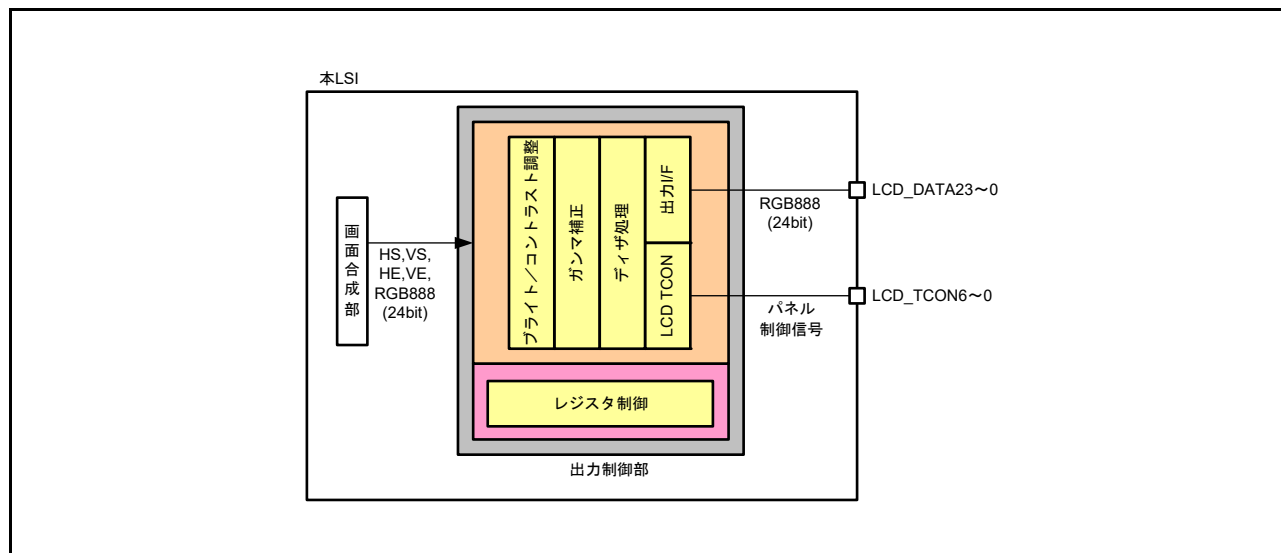 本LSI
画面合成部
HS,VS,
HE,VE,
RGB888
(24bit)
ブライト／コントラスト調整
ガンマ補正
ディザ処理
出力I/F
LCD TCON
RGB888
(24bit)
LCD_DATA23～0
パネル
制御信号
LCD_TCON6～0
レジスタ制御
出力制御部